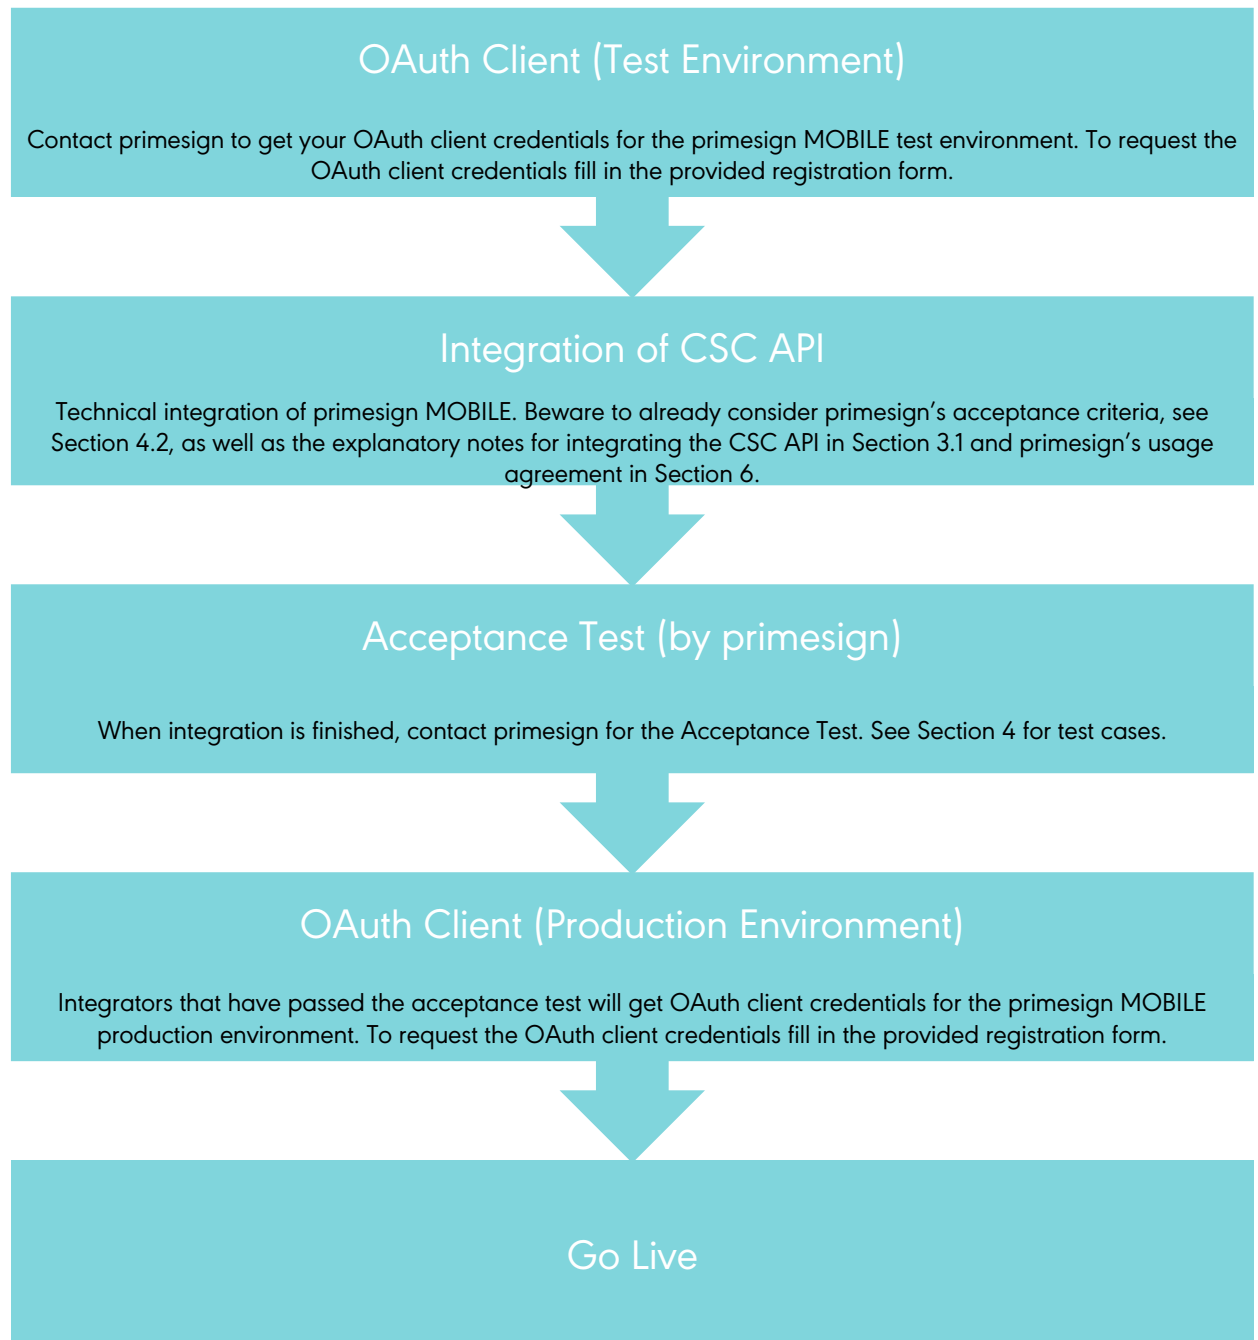 OAuth Client (Test Environment)
Contact primesign to get your OAuth client credentials for the primesign MOBILE test environment. To request the
OAuth client credentials fill in the provided registration form.
Integration of CSC API
Technical integration of primesign MOBILE. Beware to already consider primesign’s acceptance criteria, see
Section 4.2, as well as the explanatory notes for integrating the CSC API in Section 3.1 and primesign’s usage
agreement in Section 6.
Acceptance Test (by primesign)
When integration is finished, contact primesign for the Acceptance Test. See Section 4 for test cases.
OAuth Client (Production Environment)
Integrators that have passed the acceptance test will get OAuth client credentials for the primesign MOBILE
production environment. To request the OAuth client credentials fill in the provided registration form.
Go Live